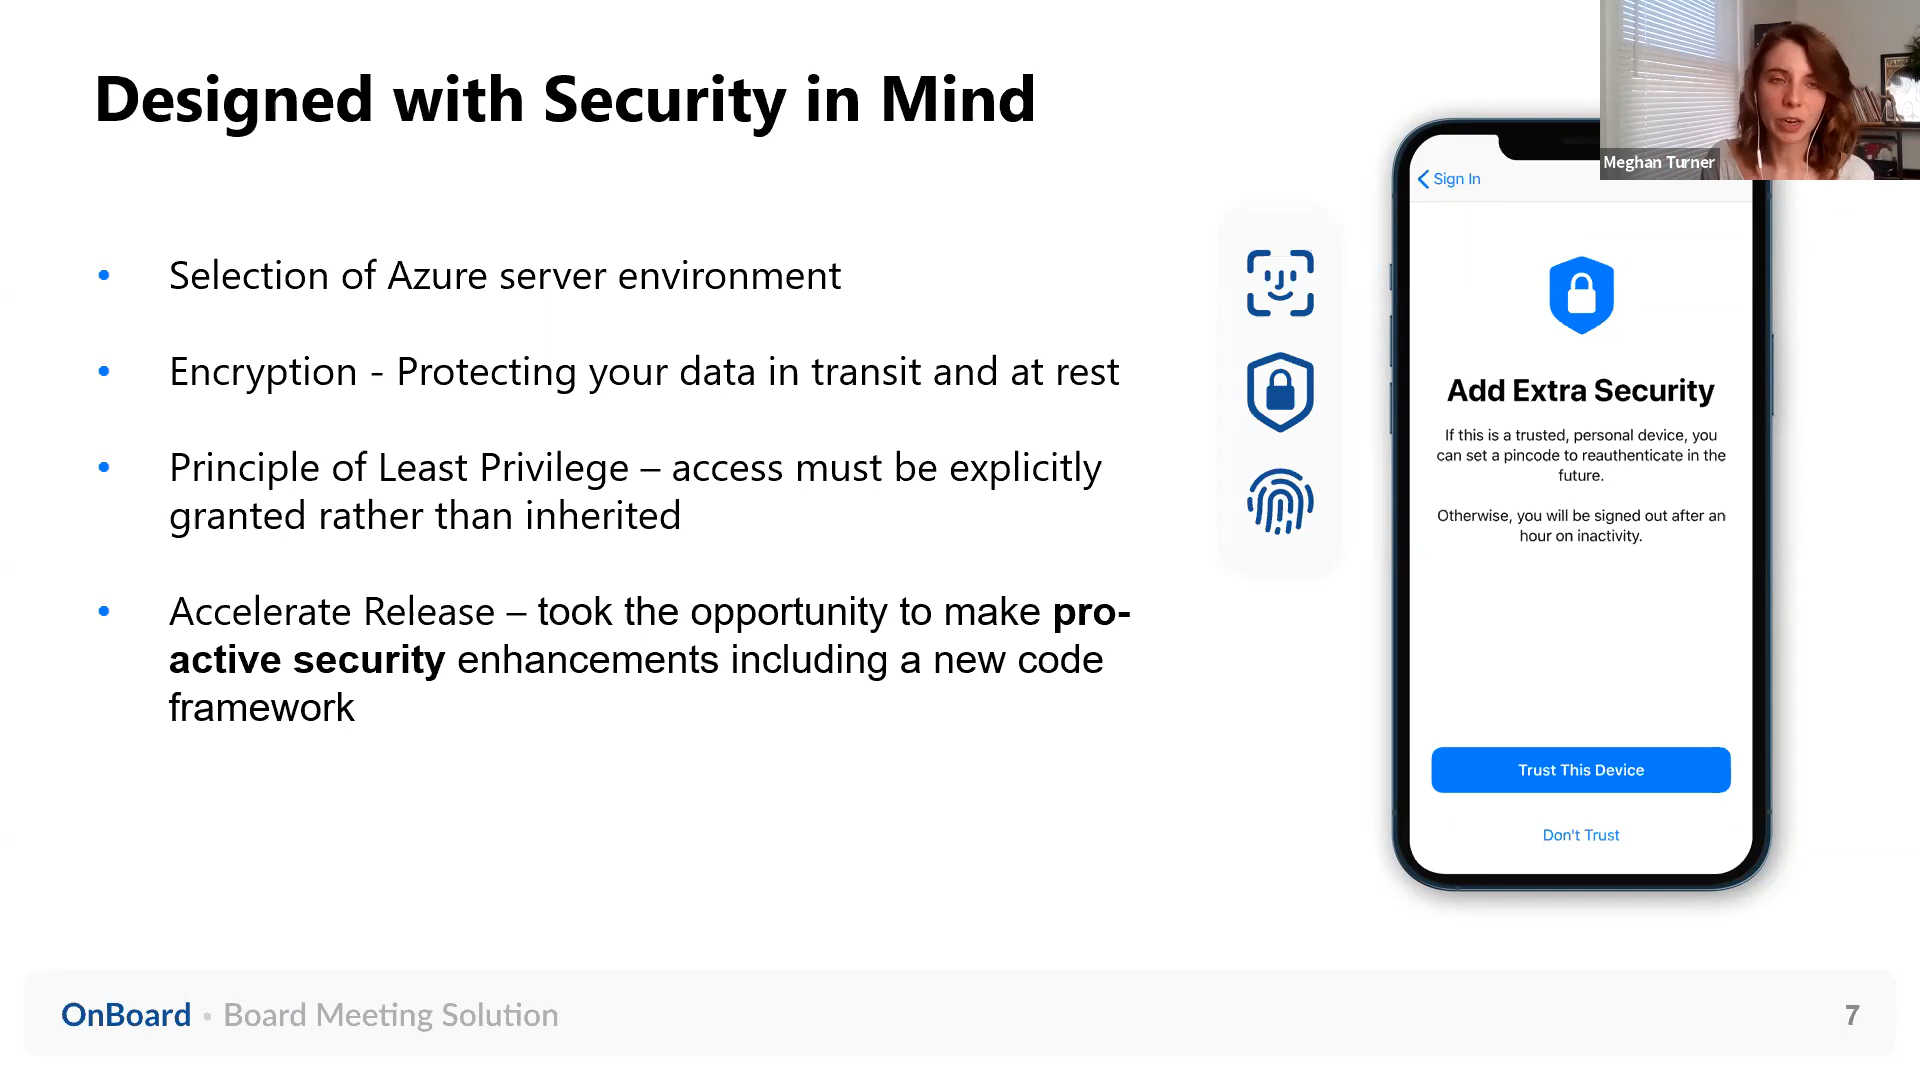 Designed with Security in Mind
Meghan Turner
• Selection of Azure server environment
• Encryption - Protecting your data in transit and at rest
• Principle of Least Privilege – access must be explicitly
granted rather than inherited
• Accelerate Release – took the opportunity to make pro-
active security enhancements including a new code
framework
Sign In
Add Extra Security
If this is a trusted, personal device, you
can set a pincode to reauthenticate in the
future.
Otherwise, you will be signed out after an
hour on inactivity.
Trust This Device
Don't Trust
OnBoard • Board Meeting Solution
7